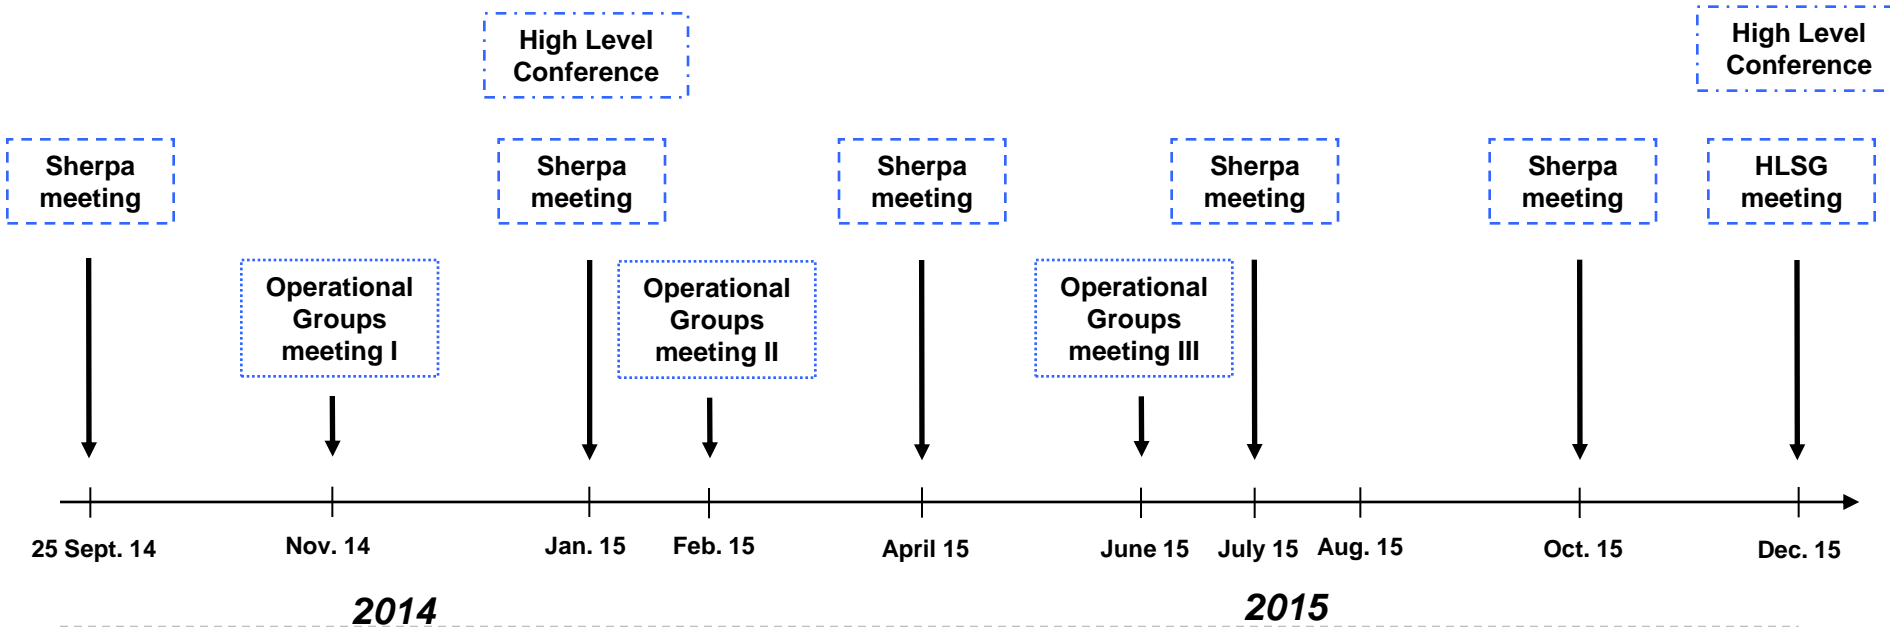 High Level
Conference
High Level
Conference
Sherpa
meeting
Sherpa
meeting
Sherpa
meeting
Sherpa
meeting
Sherpa
meeting
HLSG
meeting
Operational
Groups
meeting I
Operational
Groups
meeting II
Operational
Groups
meeting III
25 Sept. 14
Nov. 14
Jan. 15
Feb. 15
April 15
June 15
July 15
Aug. 15
Oct. 15
Dec. 15
2014
2015